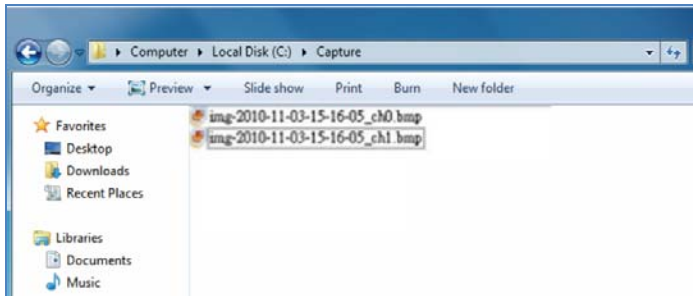 Computer ▸ Local Disk (C:) ▸ Capture
Organize Preview Slide show Print Burn New folder
Favorites
Desktop
Downloads
Recent Places
Libraries
Documents
Music
img-2010-11-03-15-16-05_ch0.bmp
img-2010-11-03-15-16-05_ch1.bmp